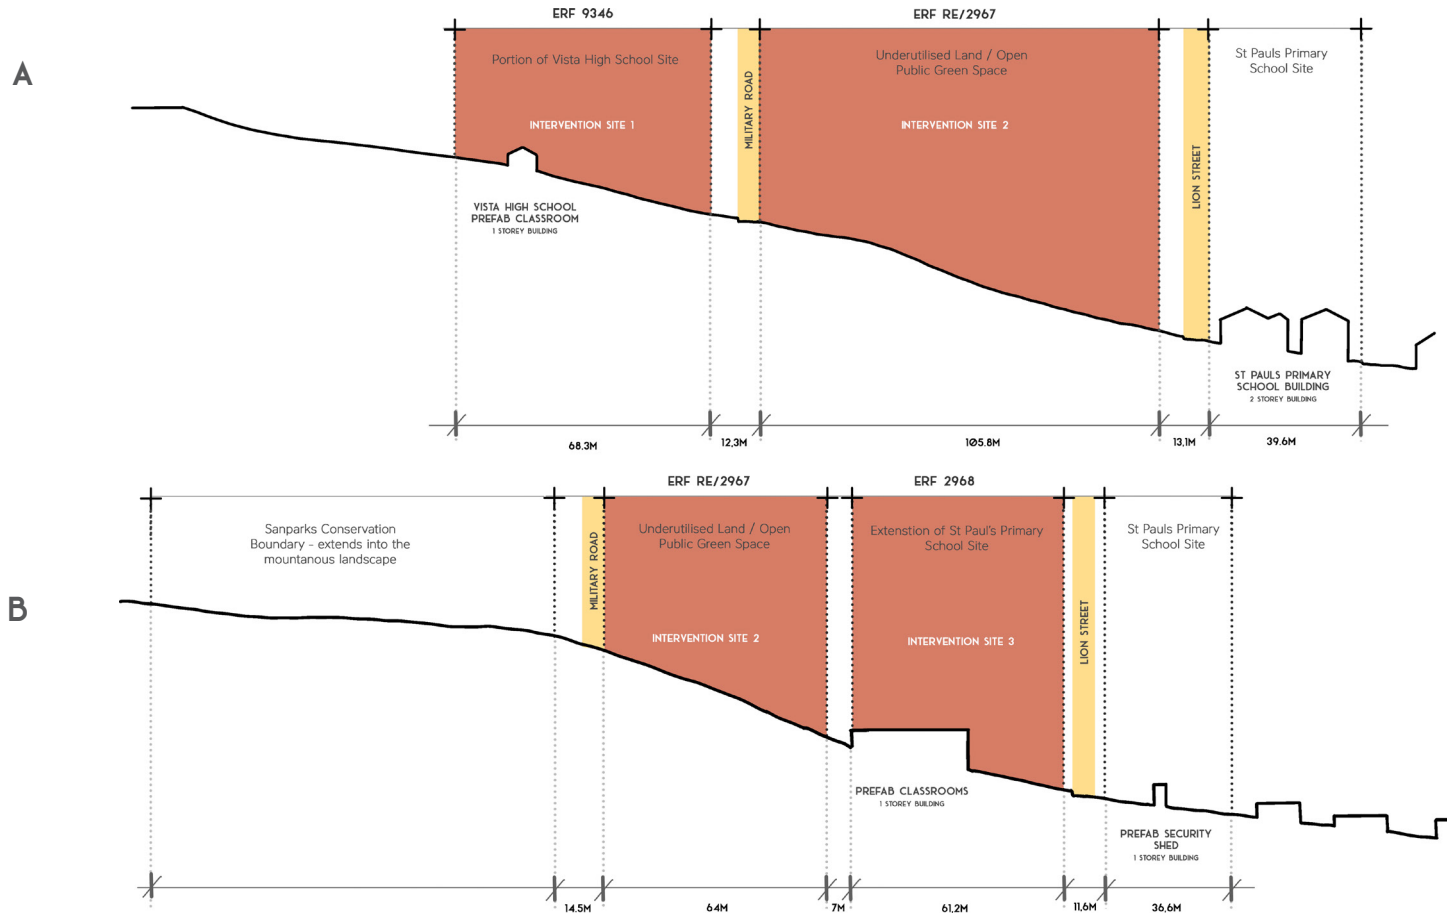 A
ERF 9346
ERF RE/2967
Portion of Vista High School Site
MILITARY ROAD
Underutilised Land / Open
Public Green Space
LION STREET
St Pauls Primary
School Site
INTERVENTION SITE 1
INTERVENTION SITE 2
VISTA HIGH SCHOOL
PREFAB CLASSROOM
1 STOREY BUILDING
ST PAULS PRIMARY
SCHOOL BUILDING
2 STOREY BUILDING
68.3M
12,3M
105.8M
13,1M
39.6M
B
ERF RE/2967
ERF 2968
Sanparks Conservation
Boundary - extends into the
mountanous landscape
MILITARY ROAD
Underutilised Land / Open
Public Green Space
Extenstion of St Paul's Primary
School Site
LION STREET
St Pauls Primary
School Site
INTERVENTION SITE 2
INTERVENTION SITE 3
PREFAB CLASSROOMS
1 STOREY BUILDING
PREFAB SECURITY
SHED
1 STOREY BUILDING
14.5M
64M
7M
61,2M
11,6M
36,6M